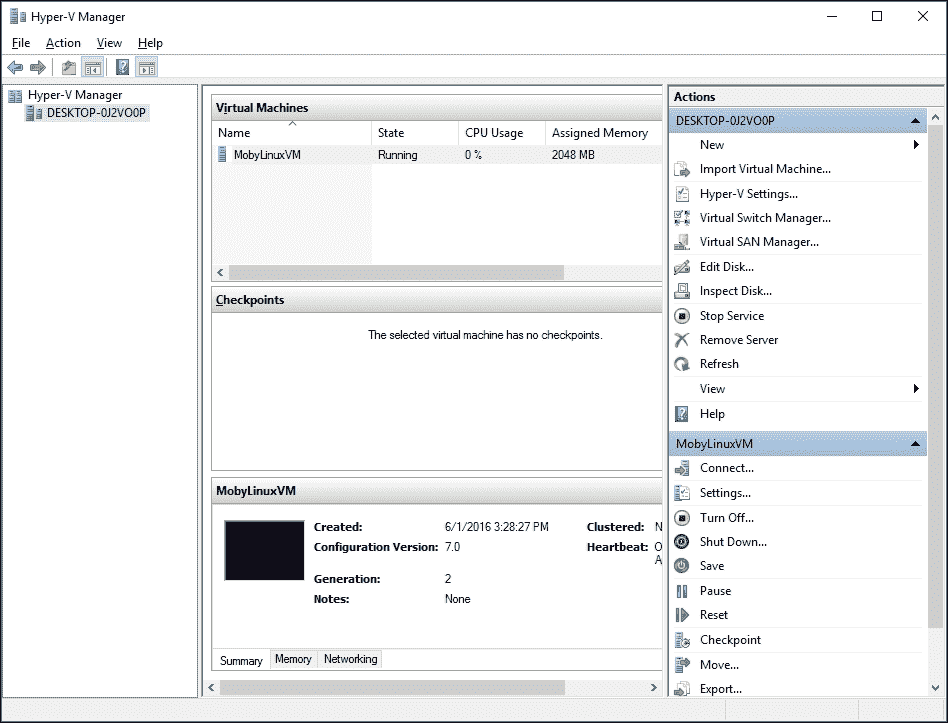 Hyper-V Manager
File Action View Help
Hyper-V Manager
DESKTOP-0J2VO0P
Virtual Machines
Name State CPU Usage Assigned Memory
MobyLinuxVM Running 0 % 2048 MB
Checkpoints
The selected virtual machine has no checkpoints.
MobyLinuxVM
Created: 6/1/2016 3:28:27 PM Clustered: N
Configuration Version: 7.0 Heartbeat: O
A
Generation: 2
Notes: None
Summary Memory Networking
Actions
DESKTOP-0J2VO0P
New
Import Virtual Machine...
Hyper-V Settings...
Virtual Switch Manager...
Virtual SAN Manager...
Edit Disk...
Inspect Disk...
Stop Service
Remove Server
Refresh
View
Help
MobyLinuxVM
Connect...
Settings...
Turn Off...
Shut Down...
Save
Pause
Reset
Checkpoint
Move...
Export...